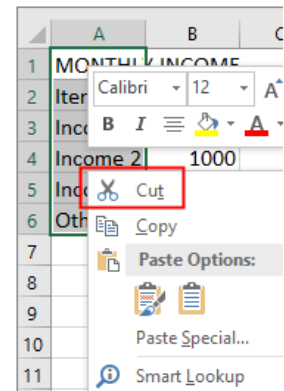 A B C
1 MONTHLY INCOME
Calibri 12 A
2 Iter
B I A
3 Inco
4 Income 2 1000
5 Inco
Cut
6 Oth
Copy
7
Paste Options:
8
9
10
Paste Special...
11
Smart Lookup